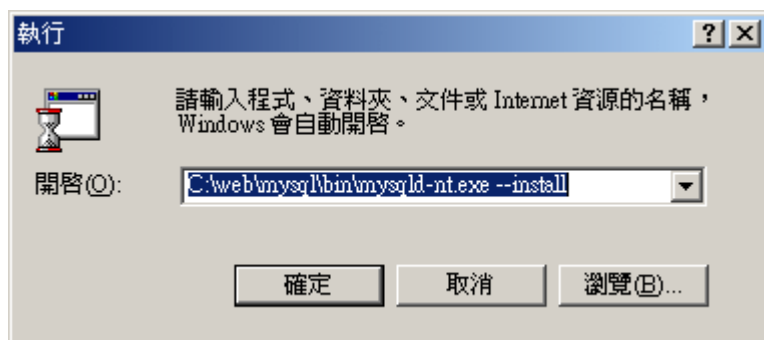 執行
請輸入程式、資料夾、文件或 Internet 資源的名稱，
Windows 會自動開啓。
開啓(O):
C:\web\mysql\bin\mysqld-nt.exe --install
確定
取消
瀏覽(B)...